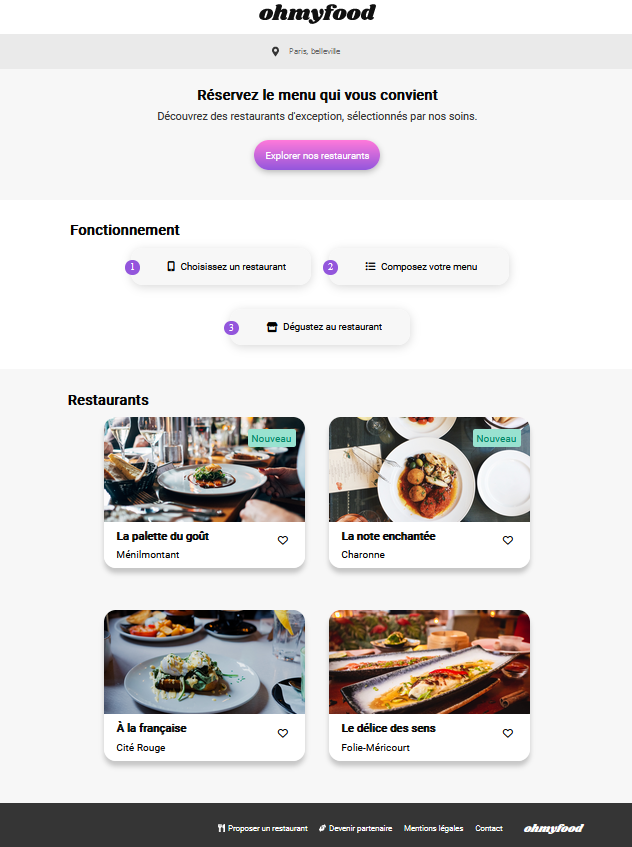 ohmyfood
Paris, belleville
Réservez le menu qui vous convient
Découvrez des restaurants d'exception, sélectionnés par nos soins.
Explorer nos restaurants
Fonctionnement
1 Choisissez un restaurant
2 Composez votre menu
3 Dégustez au restaurant
Restaurants
Nouveau
La palette du goût
Ménilmontant
Nouveau
La note enchantée
Charonne
À la française
Cité Rouge
Le délice des sens
Folie-Méricourt
Proposer un restaurant Devenir partenaire Mentions légales Contact ohmyfood